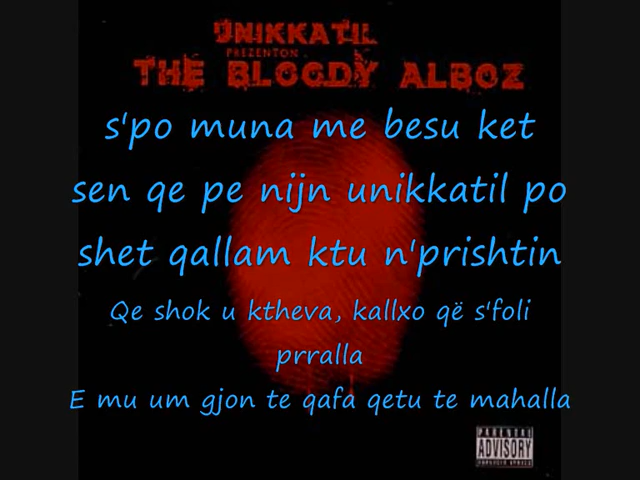 UNIKKATIL
PREZENTON
THE BLOODY ALBOZ
s'po muna me besu ket
sen qe pe nijn unikkatil po
shet qallam ktu n'prishtin
Qe shok u ktheva, kallxo që s'foli
prralla
E mu um gjon te qafa qetu te mahalla
PARENTAL
ADVISORY
EXPLICIT LYRICS